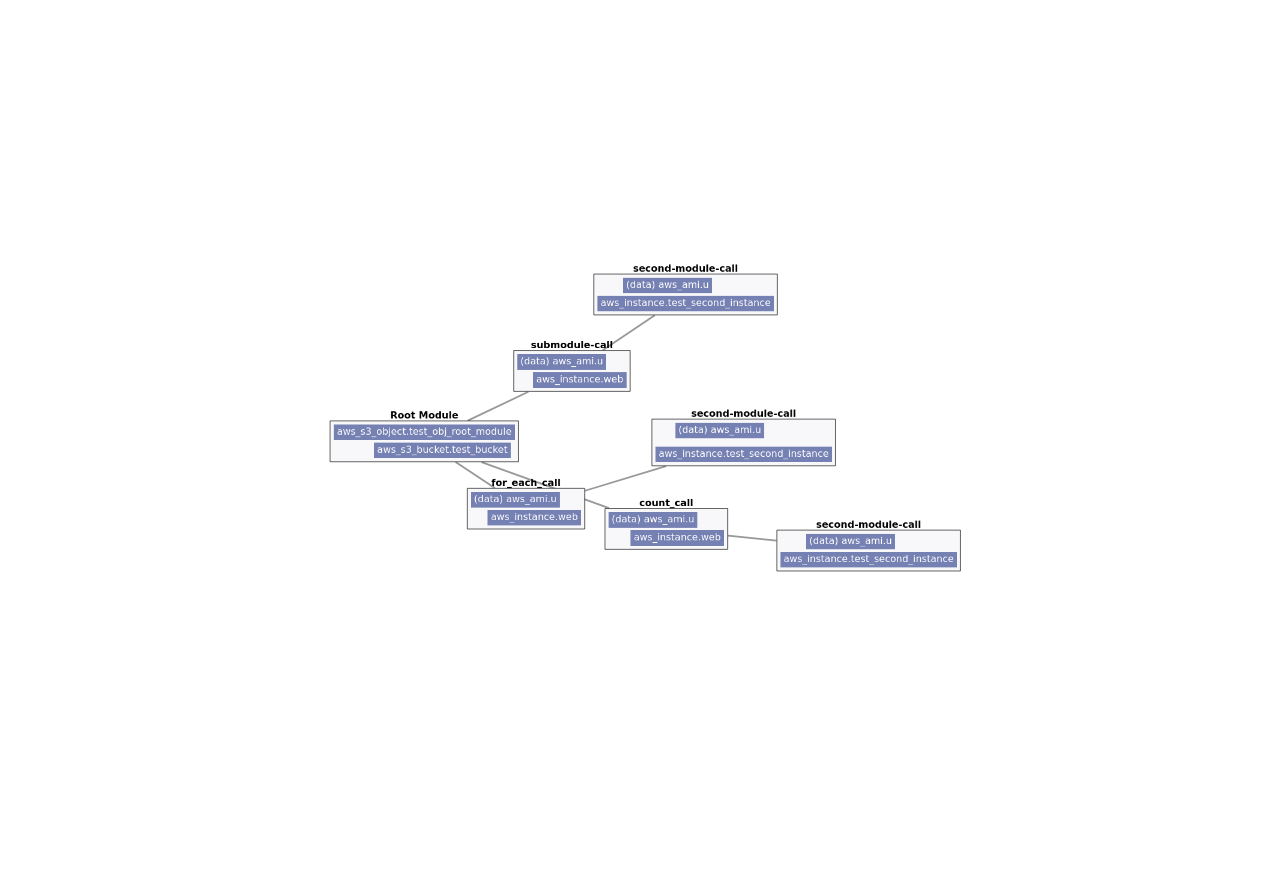 second-module-call
(data) aws_ami.u
aws_instance.test_second_instance
submodule-call
(data) aws_ami.u
aws_instance.web
Root Module
aws_s3_object.test_obj_root_module
aws_s3_bucket.test_bucket
second-module-call
(data) aws_ami.u
aws_instance.test_second_instance
for_each_call
(data) aws_ami.u
aws_instance.web
count_call
(data) aws_ami.u
aws_instance.web
second-module-call
(data) aws_ami.u
aws_instance.test_second_instance